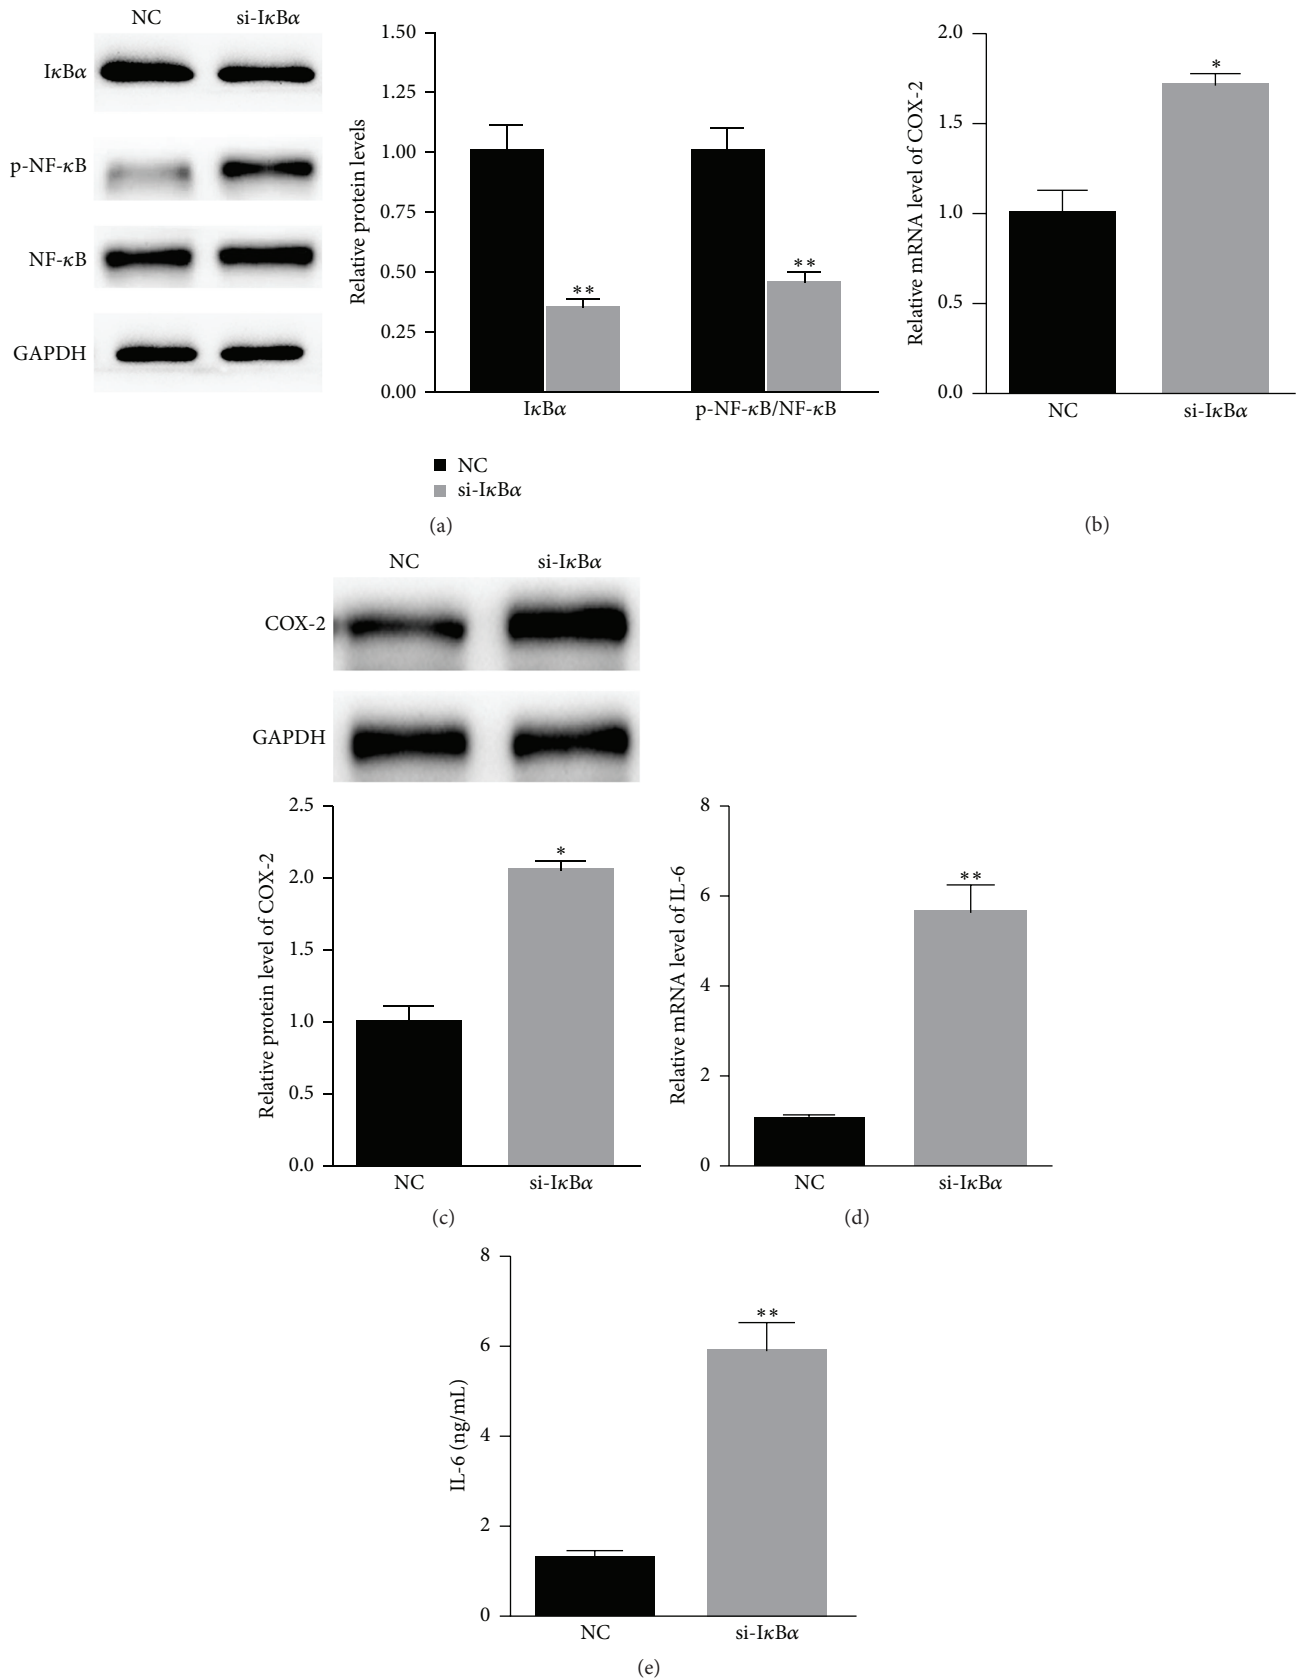 NC si-IκBα
IκBα
p-NF-κB
NF-κB
GAPDH
Relative protein levels
1.50
1.25
1.00
0.75
0.50
0.25
0.00
**
**
IκBα p-NF-κB/NF-κB
NC
si-IκBα
(a)
Relative mRNA level of COX-2
2.0
1.5
1.0
0.5
0.0
*
NC si-IκBα
(b)
NC si-IκBα
COX-2
GAPDH
Relative protein level of COX-2
2.5
2.0
1.5
1.0
0.5
0.0
*
NC si-IκBα
(c)
Relative mRNA level of IL-6
8
6
4
2
0
**
NC si-IκBα
(d)
IL-6 (ng/mL)
8
6
4
2
0
**
NC si-IκBα
(e)